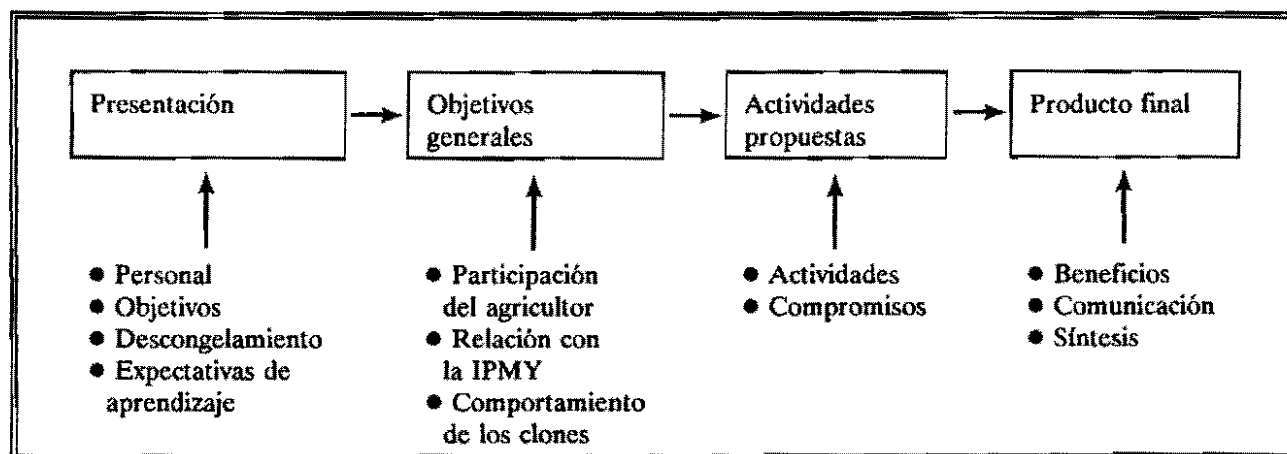 Presentación
Objetivos
generales
Actividades
propuestas
Producto final
● Personal
● Objetivos
● Descongelamiento
● Expectativas de
aprendizaje
● Participación
del agricultor
● Relación con
la IPMY
● Comportamiento
de los clones
● Actividades
● Compromisos
● Beneficios
● Comunicación
● Síntesis